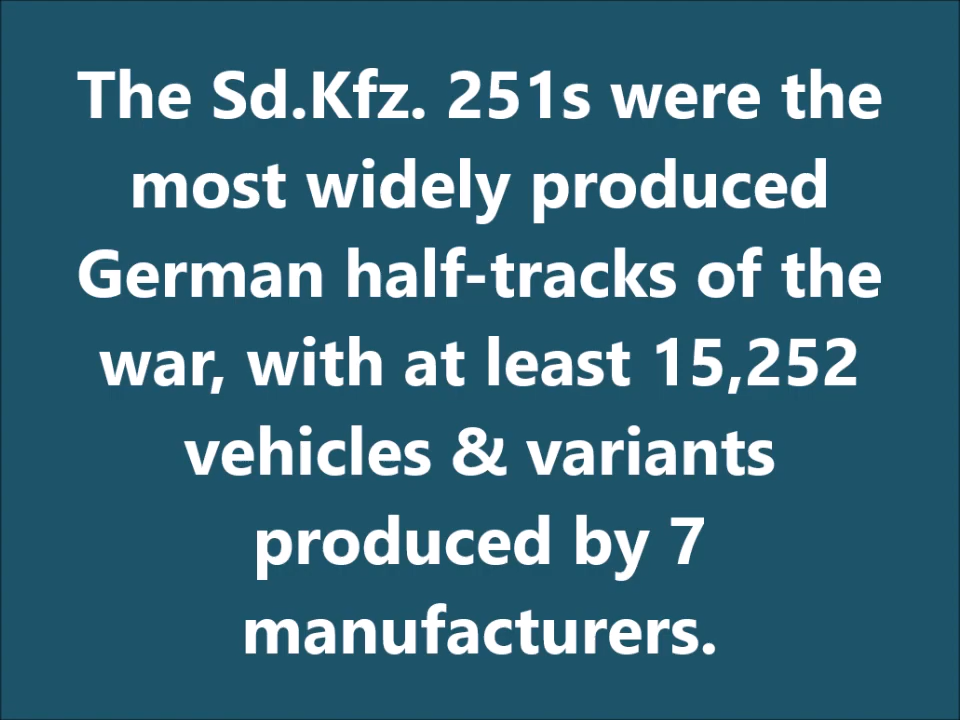 The Sd.Kfz. 251s were the
most widely produced
German half-tracks of the
war, with at least 15,252
vehicles & variants
produced by 7
manufacturers.